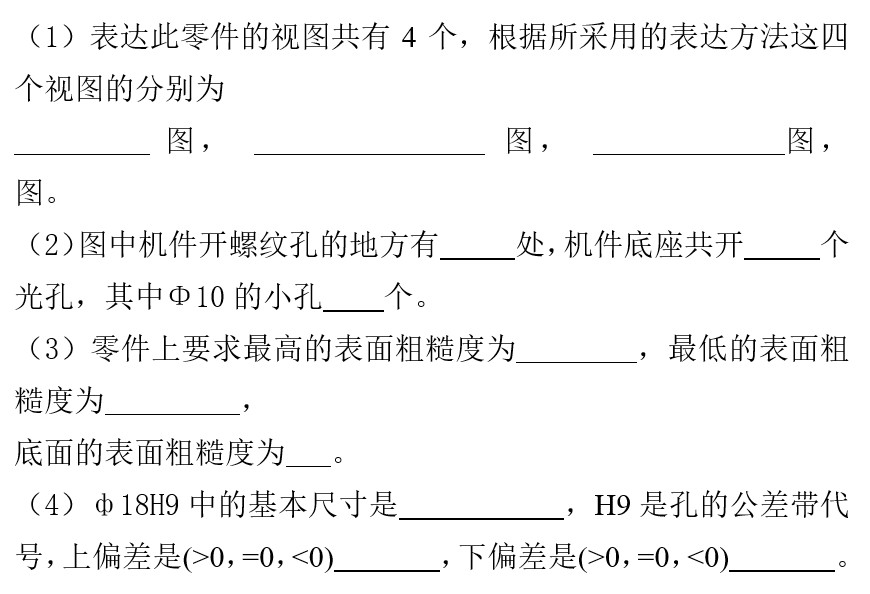 （1）表达此零件的视图共有 4 个，根据所采用的表达方法这四
个视图的分别为
_________ 图， _______________ 图， _____________图，
图。
（2）图中机件开螺纹孔的地方有_____处，机件底座共开_____个
光孔，其中Φ10 的小孔____个。
（3）零件上要求最高的表面粗糙度为________，最低的表面粗
糙度为_________，
底面的表面粗糙度为___。
（4）ф18H9 中的基本尺寸是___________，H9 是孔的公差带代
号，上偏差是(>0，=0，<0)_______，下偏差是(>0，=0，<0)_______。